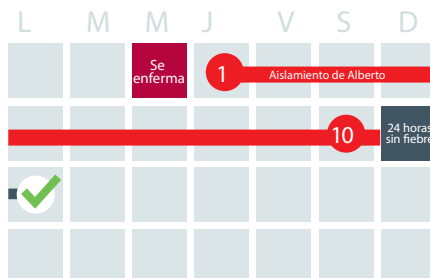 L M M J V S D
Se
enferma
1 Aislamiento de Alberto
10
24 horas
sin fiebre